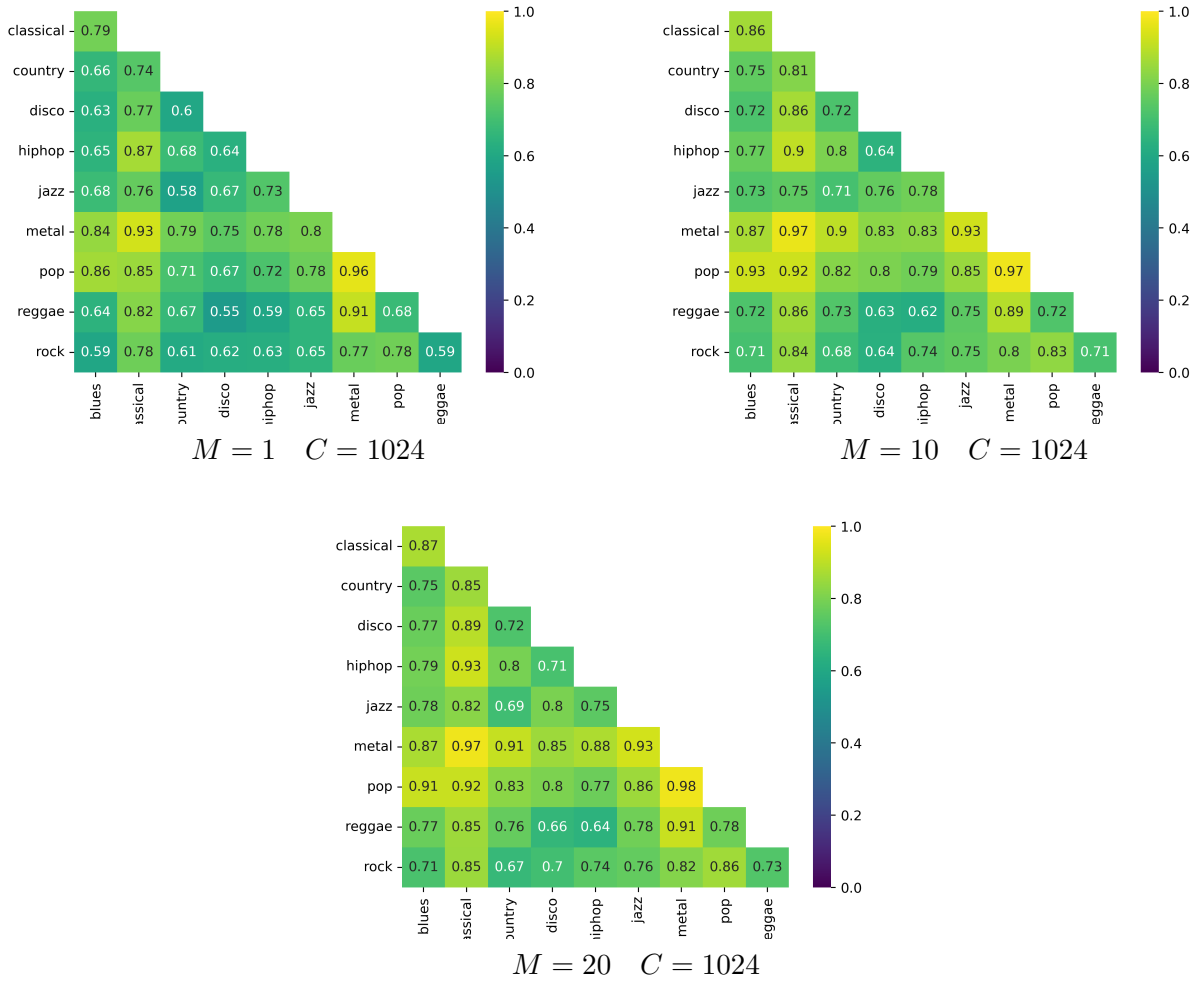 classical 0.79
country 0.66 0.74
disco 0.63 0.77 0.6
hiphop 0.65 0.87 0.68 0.64
jazz 0.68 0.76 0.58 0.67 0.73
metal 0.84 0.93 0.79 0.75 0.78 0.8
pop 0.86 0.85 0.71 0.67 0.72 0.78 0.96
reggae 0.64 0.82 0.67 0.55 0.59 0.65 0.91 0.68
rock 0.59 0.78 0.61 0.62 0.63 0.65 0.77 0.78 0.59
blues assical ountry disco iphop jazz metal pop eggae
1.0
0.8
0.6
0.4
0.2
0.0
M = 1 C = 1024
classical 0.86
country 0.75 0.81
disco 0.72 0.86 0.72
hiphop 0.77 0.9 0.8 0.64
jazz 0.73 0.75 0.71 0.76 0.78
metal 0.87 0.97 0.9 0.83 0.83 0.93
pop 0.93 0.92 0.82 0.8 0.79 0.85 0.97
reggae 0.72 0.86 0.73 0.63 0.62 0.75 0.89 0.72
rock 0.71 0.84 0.68 0.64 0.74 0.75 0.8 0.83 0.71
blues assical ountry disco iphop jazz metal pop eggae
1.0
0.8
0.6
0.4
0.2
0.0
M = 10 C = 1024
classical 0.87
country 0.75 0.85
disco 0.77 0.89 0.72
hiphop 0.79 0.93 0.8 0.71
jazz 0.78 0.82 0.69 0.8 0.75
metal 0.87 0.97 0.91 0.85 0.88 0.93
pop 0.91 0.92 0.83 0.8 0.77 0.86 0.98
reggae 0.77 0.85 0.76 0.66 0.64 0.78 0.91 0.78
rock 0.71 0.85 0.67 0.7 0.74 0.76 0.82 0.86 0.73
blues assical ountry disco iphop jazz metal pop eggae
1.0
0.8
0.6
0.4
0.2
0.0
M = 20 C = 1024